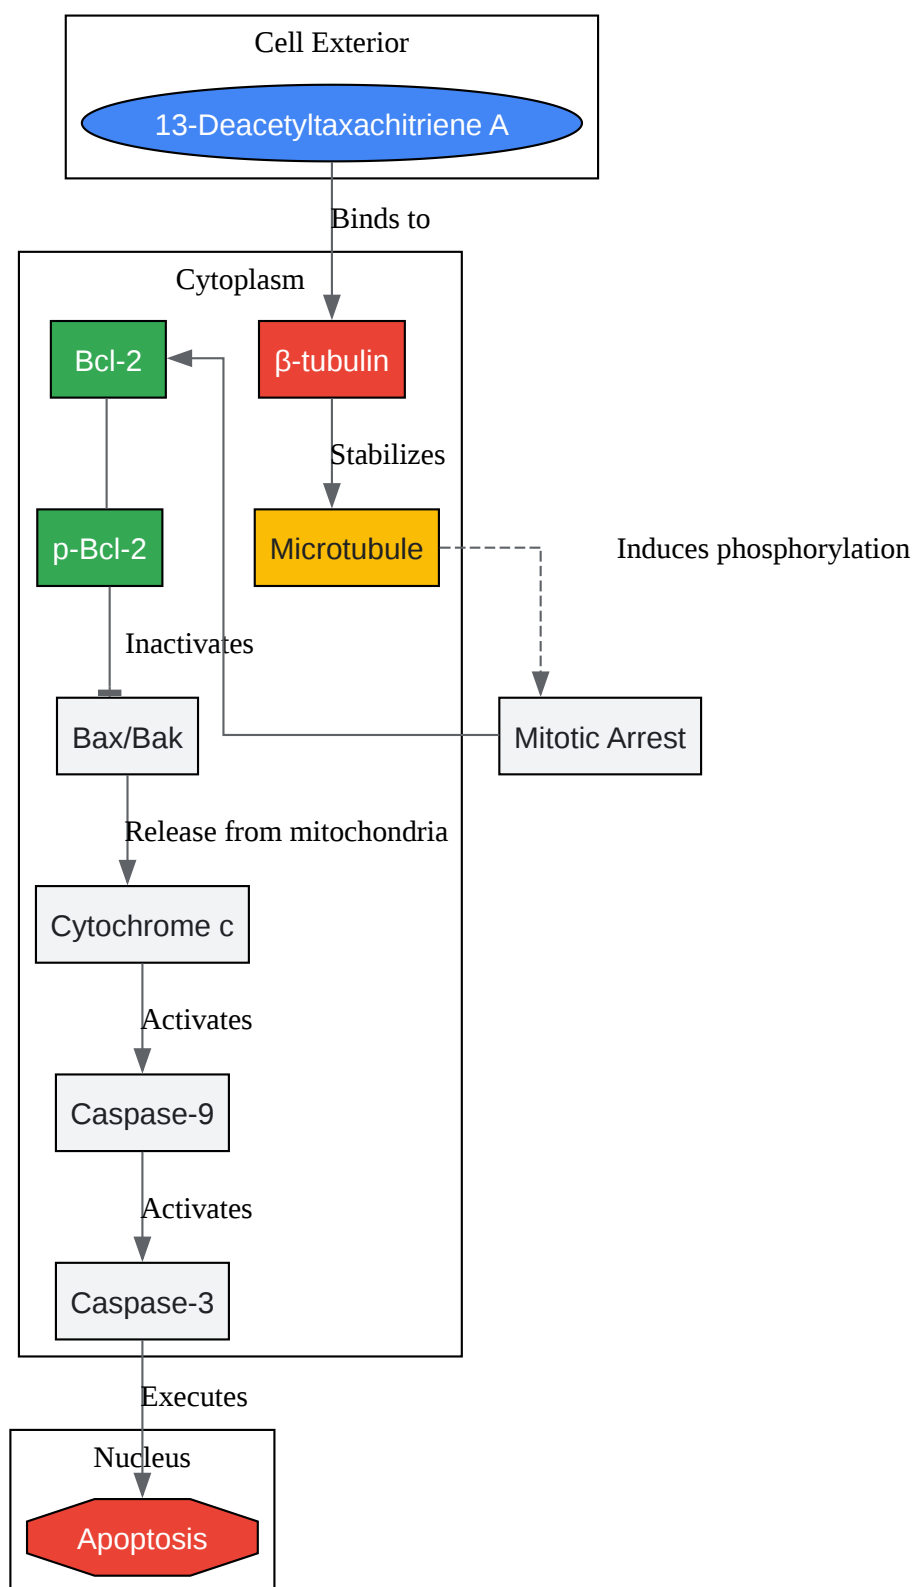 Cell Exterior
13-Deacetyltaxachitriene A
Binds to
Cytoplasm
Bcl-2
β-tubulin
Stabilizes
p-Bcl-2
Microtubule
Induces phosphorylation
Inactivates
Bax/Bak
Mitotic Arrest
Release from mitochondria
Cytochrome c
Activates
Caspase-9
Activates
Caspase-3
Executes
Nucleus
Apoptosis